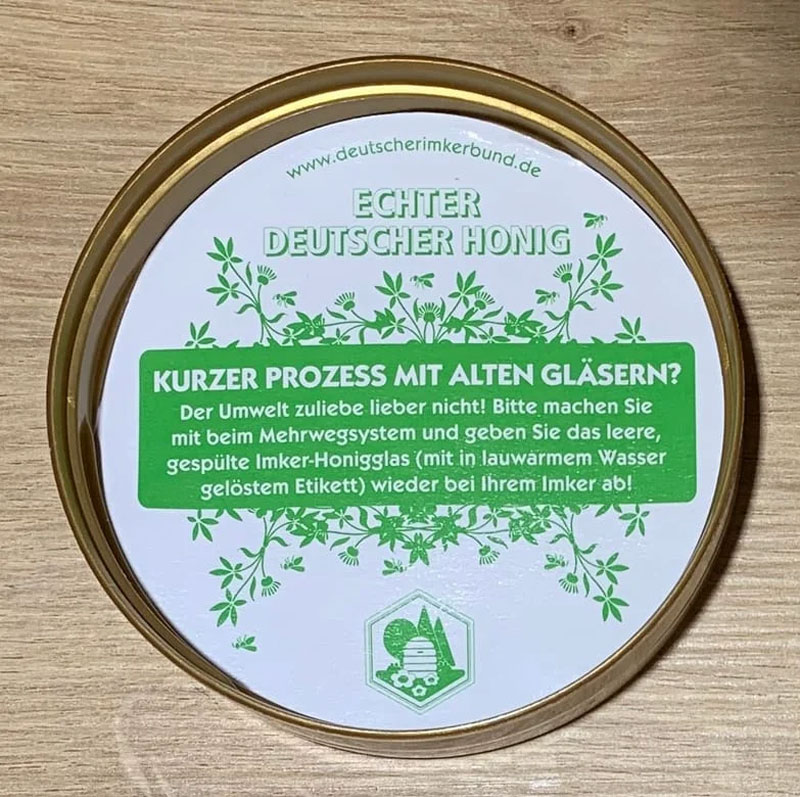 www.deutscherimkerbund.de
ECHTER
DEUTSCHER HONIG
KURZER PROZESS MIT ALTEN GLÄSERN?
Der Umwelt zuliebe lieber nicht! Bitte machen Sie
mit beim Mehrwegsystem und geben Sie das leere,
gespülte Imker-Honigglas (mit in lauwarmem Wasser
gelöstem Etikett) wieder bei Ihrem Imker ab!